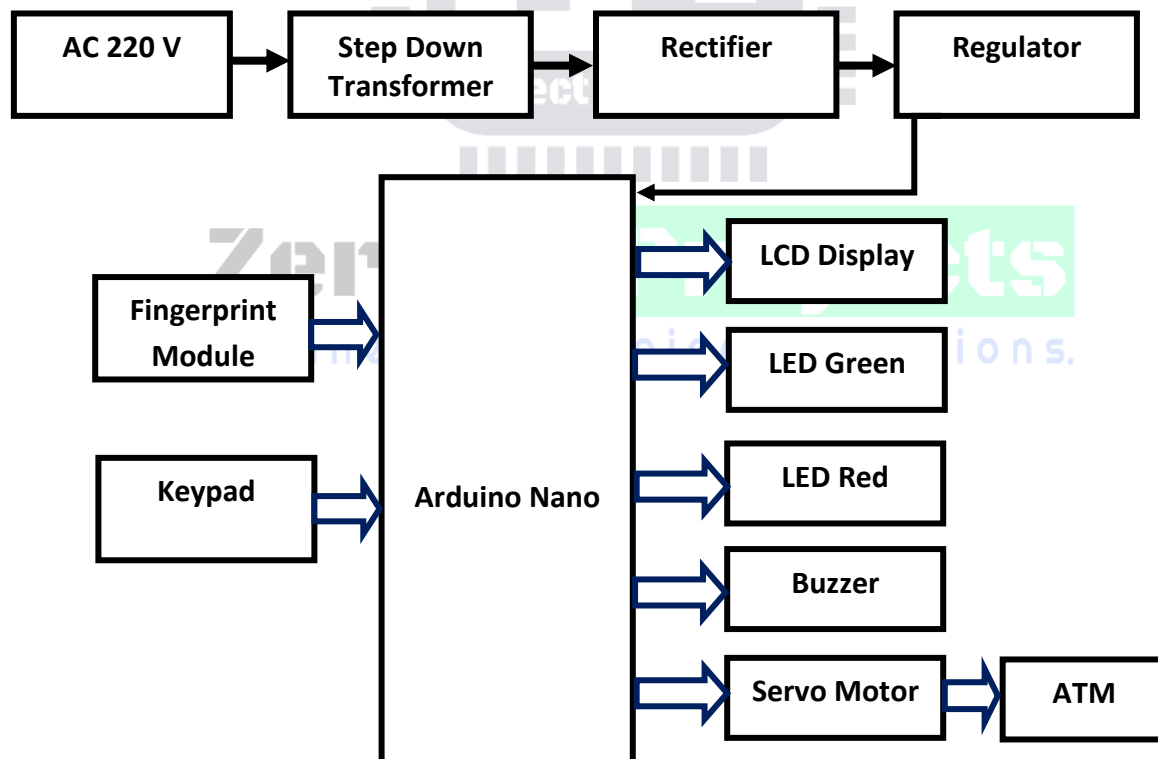 AC 220 V
Step Down
Transformer
Rectifier
Regulator
LCD Display
Fingerprint
Module
LED Green
Keypad
Arduino Nano
LED Red
Buzzer
Servo Motor
ATM